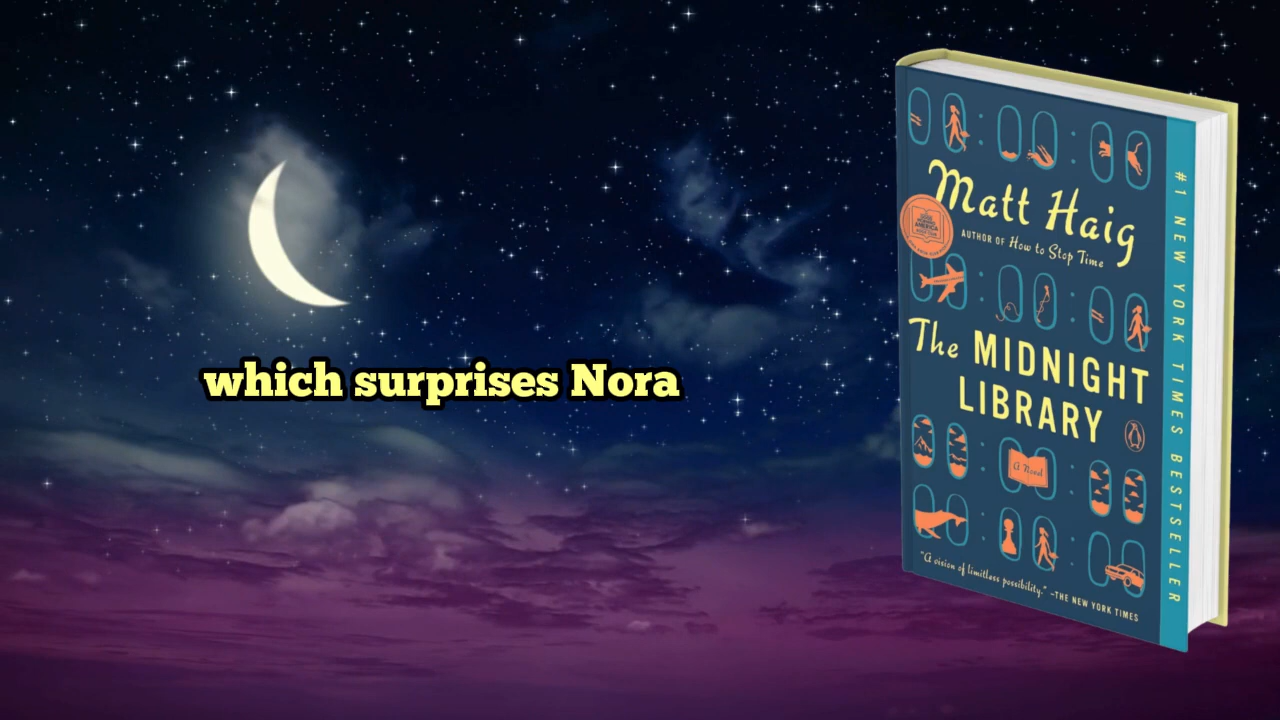 which surprises Nora
Matt Haig
AUTHOR OF How to Stop Time
The MIDNIGHT
LIBRARY
A Novel
"A vision of limitless possibility." –THE NEW YORK TIMES
#1 NEW YORK TIMES BESTSELLER